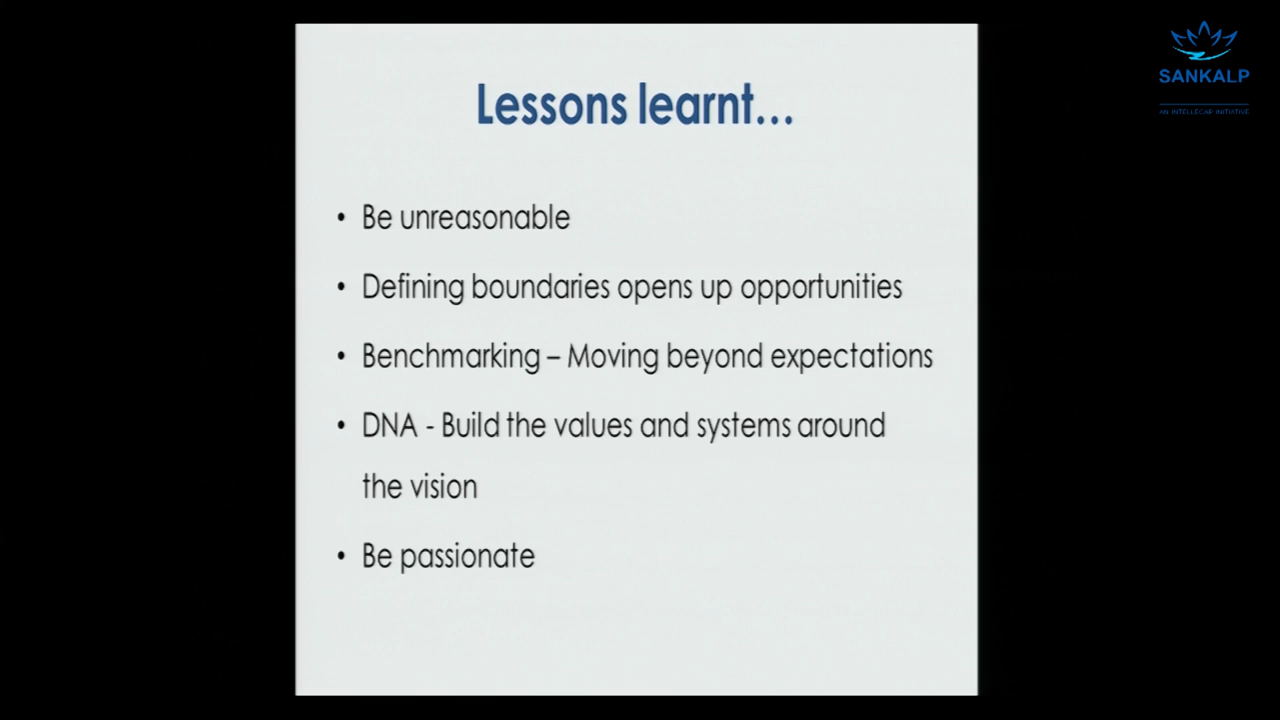 Lessons learnt...
• Be unreasonable
• Defining boundaries opens up opportunities
• Benchmarking – Moving beyond expectations
• DNA - Build the values and systems around
the vision
• Be passionate
SANKALP
AN INTELLECAP INITIATIVE